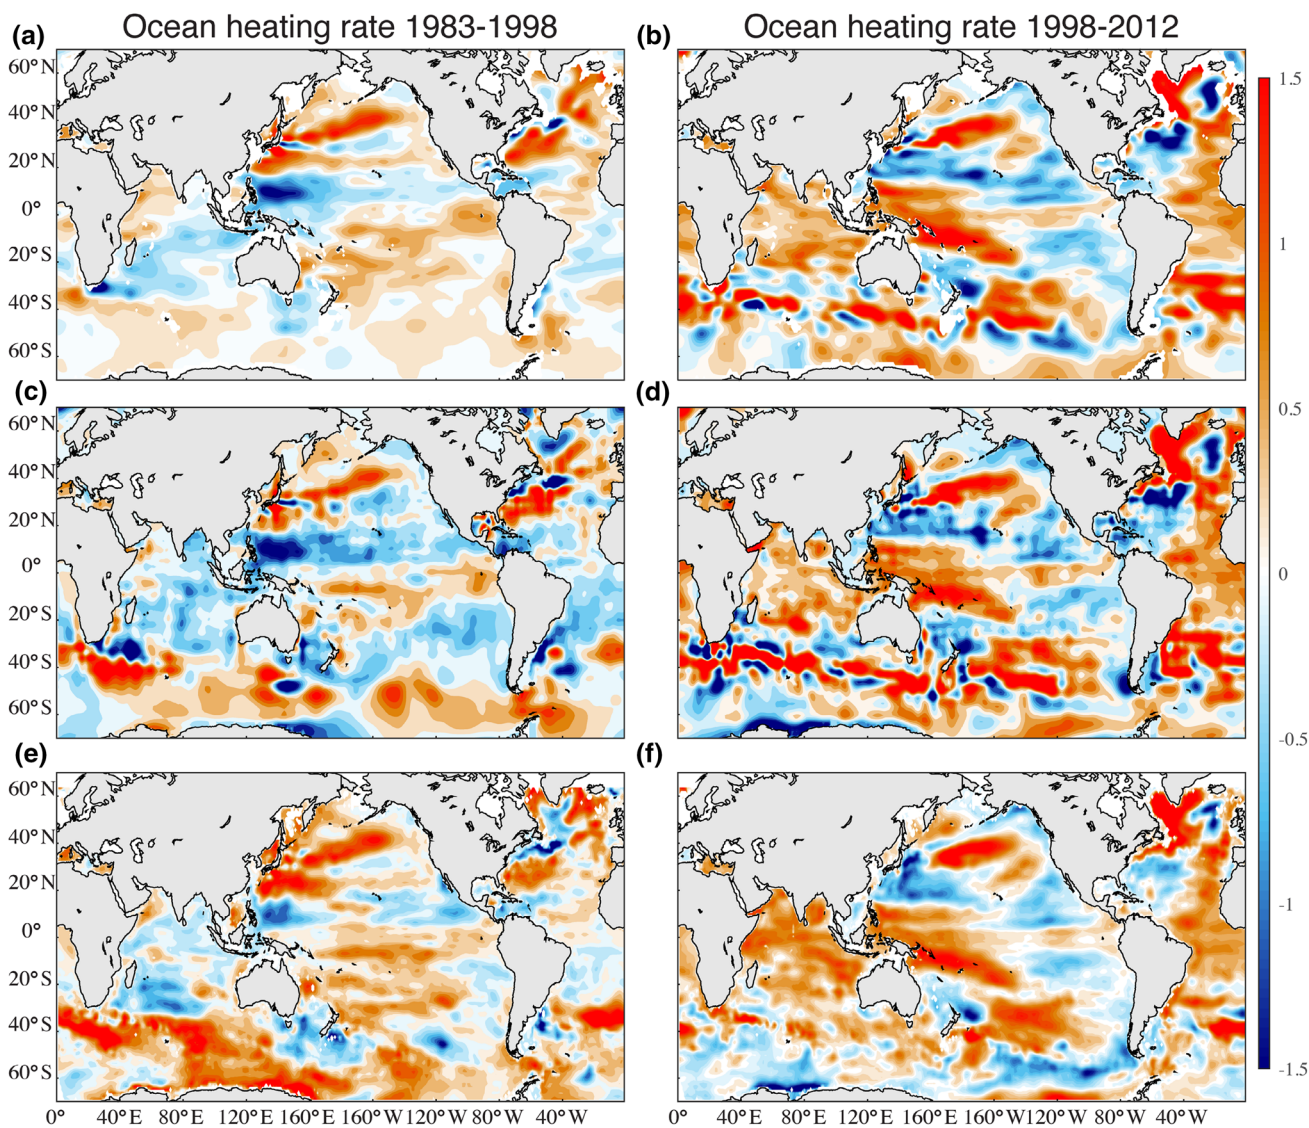 (a) Ocean heating rate 1983-1998
(b) Ocean heating rate 1998-2012
60° N
40° N
20° N
0°
20° S
40° S
60° S
1.5
1
0.5
0
-0.5
-1
-1.5
(c)
(d)
60° N
40° N
20° N
0°
20° S
40° S
60° S
(e)
(f)
60° N
40° N
20° N
0°
20° S
40° S
60° S
0° 40° E 80° E 120° E 160° E 160° W 120° W 80° W 40° W
0° 40° E 80° E 120° E 160° E 160° W 120° W 80° W 40° W